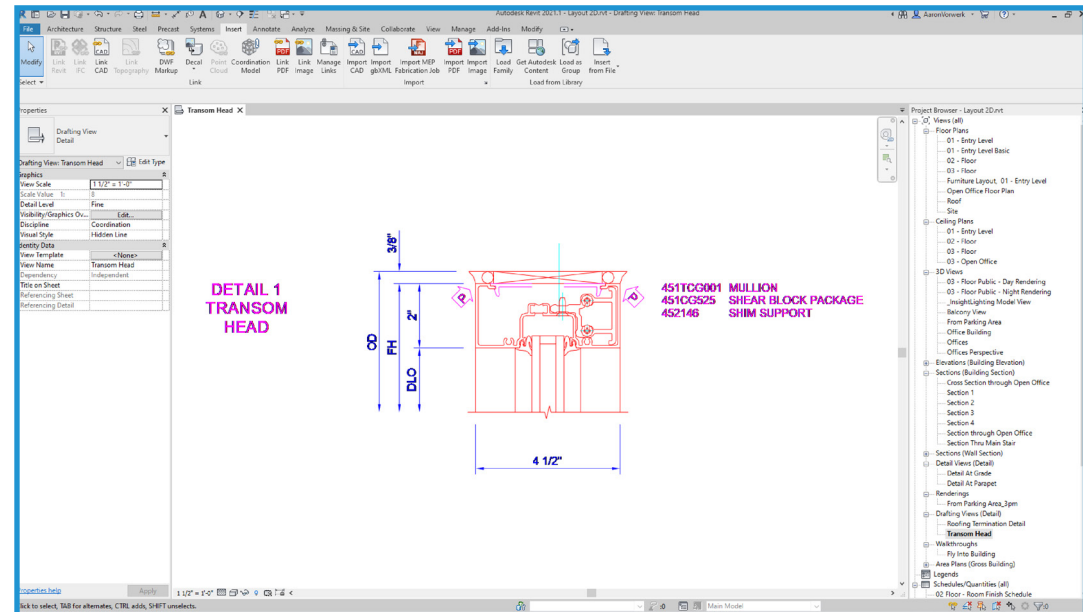 Autodesk Revit 2021.1 - Layout 2D.rvt - Drafting View: Transom Head
AaronVorwerk
File Architecture Structure Steel Precast Systems Insert Annotate Analyze Massing & Site Collaborate View Manage Add-Ins Modify
Modify Link Revit Link IFC Link CAD Link Topography DWF Markup Decal Point Cloud Coordination Model Link PDF Link Image Manage Links Import CAD Import gbXML Import MEP Fabrication Job Import PDF Import Image Load Family Get Autodesk Content Load as Group Insert from File
Select Link Import Load from Library
Properties
Drafting View
Detail
Drafting View: Transom Head Edit Type
Graphics
View Scale 1 1/2" = 1'-0"
Scale Value 1: 8
Detail Level Fine
Visibility/Graphics Ov... Edit...
Discipline Coordination
Visual Style Hidden Line
Identity Data
View Template <None>
View Name Transom Head
Dependency Independent
Title on Sheet
Referencing Sheet
Referencing Detail
Properties help Apply
Transom Head
DETAIL 1
TRANSOM
HEAD
3/8"
OD
FH
2"
DLO
P
P
451TCG001 MULLION
451CG525 SHEAR BLOCK PACKAGE
452146 SHIM SUPPORT
4 1/2"
1 1/2" = 1'-0"
Project Browser - Layout 2D.rvt
Views (all)
Floor Plans
01 - Entry Level
01 - Entry Level Basic
02 - Floor
03 - Floor
Furniture Layout, 01 - Entry Level
Open Office Floor Plan
Roof
Site
Ceiling Plans
01 - Entry Level
02 - Floor
03 - Floor
03 - Open Office
3D Views
03 - Floor Public - Day Rendering
03 - Floor Public - Night Rendering
_InsightLighting Model View
Balcony View
From Parking Area
Office Building
Offices
Offices Perspective
Elevations (Building Elevation)
Sections (Building Section)
Cross Section through Open Office
Section 1
Section 2
Section 3
Section 4
Section through Open Office
Section Thru Main Stair
Sections (Wall Section)
Detail Views (Detail)
Detail At Grade
Detail At Parapet
Renderings
From Parking Area_3pm
Drafting Views (Detail)
Roofing Termination Detail
Transom Head
Walkthroughs
Fly Into Building
Area Plans (Gross Building)
Legends
Schedules/Quantities (all)
02 Floor - Room Finish Schedule
Click to select, TAB for alternates, CTRL adds, SHIFT unselects.
:0 Main Model :0